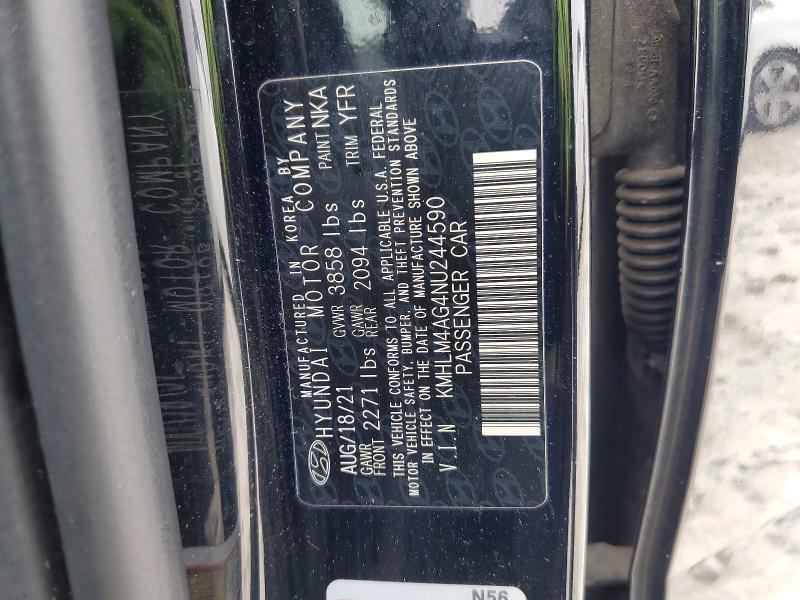 MANUFACTURED IN KOREA BY
HYUNDAI MOTOR COMPANY
AUG/18/21 GVWR 3858 lbs PAINT NKA
GAWR FRONT 2271 lbs GAWR REAR 2094 lbs TRIM YFR
THIS VEHICLE CONFORMS TO ALL APPLICABLE U.S.A. FEDERAL
MOTOR VEHICLE SAFETY, BUMPER, AND THEFT PREVENTION STANDARDS
IN EFFECT ON THE DATE OF MANUFACTURE SHOWN ABOVE
V.I.N KMHLM4AG4NU244590
PASSENGER CAR
N56